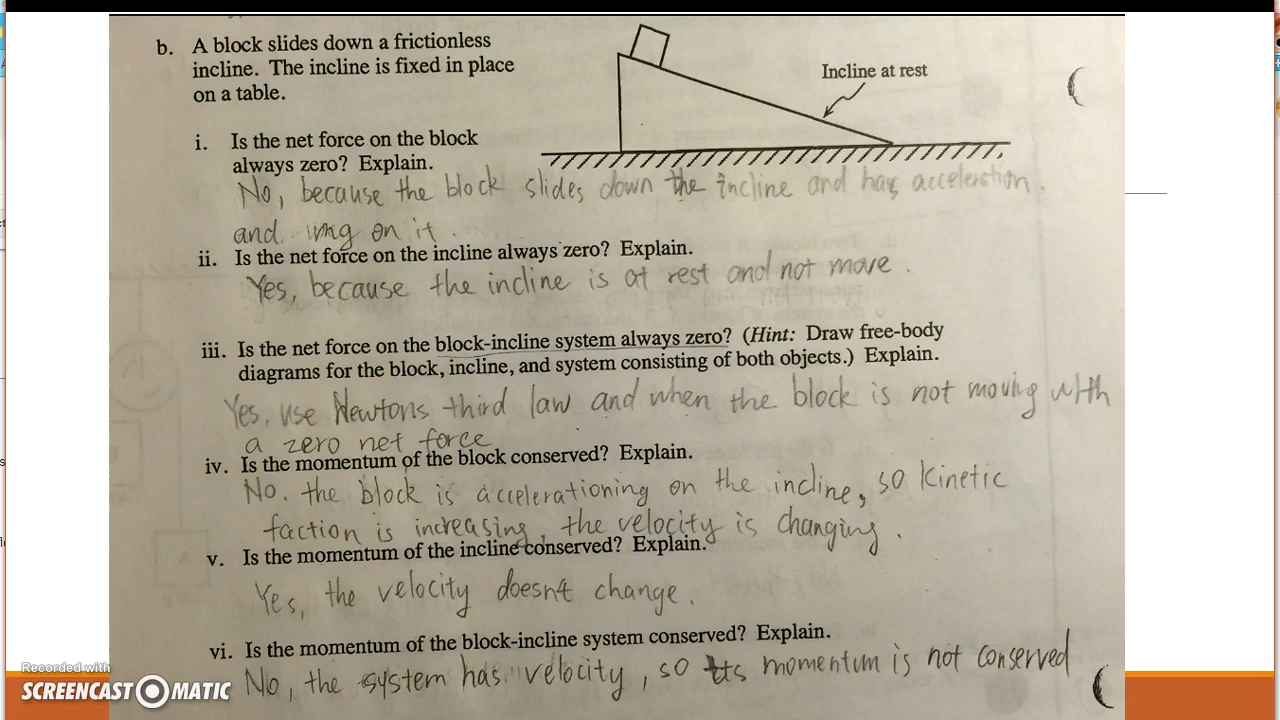 b. A block slides down a frictionless
incline. The incline is fixed in place
on a table.
Incline at rest
i. Is the net force on the block
always zero? Explain.
No, because the block slides down the incline and has acceleration.
and mg on it.
ii. Is the net force on the incline always zero? Explain.
Yes, because the incline is at rest and not move.
iii. Is the net force on the block-incline system always zero? (Hint: Draw free-body
diagrams for the block, incline, and system consisting of both objects.) Explain.
Yes, use Newtons third law and when the block is not moving with
a zero net force
iv. Is the momentum of the block conserved? Explain.
No. the block is accelerationing on the incline, so kinetic
faction is increasing, the velocity is changing.
v. Is the momentum of the incline conserved? Explain.
Yes, the velocity doesn't change.
vi. Is the momentum of the block-incline system conserved? Explain.
No, the system has velocity, so its momentum is not conserved
Recorded with
SCREENCAST MATIC